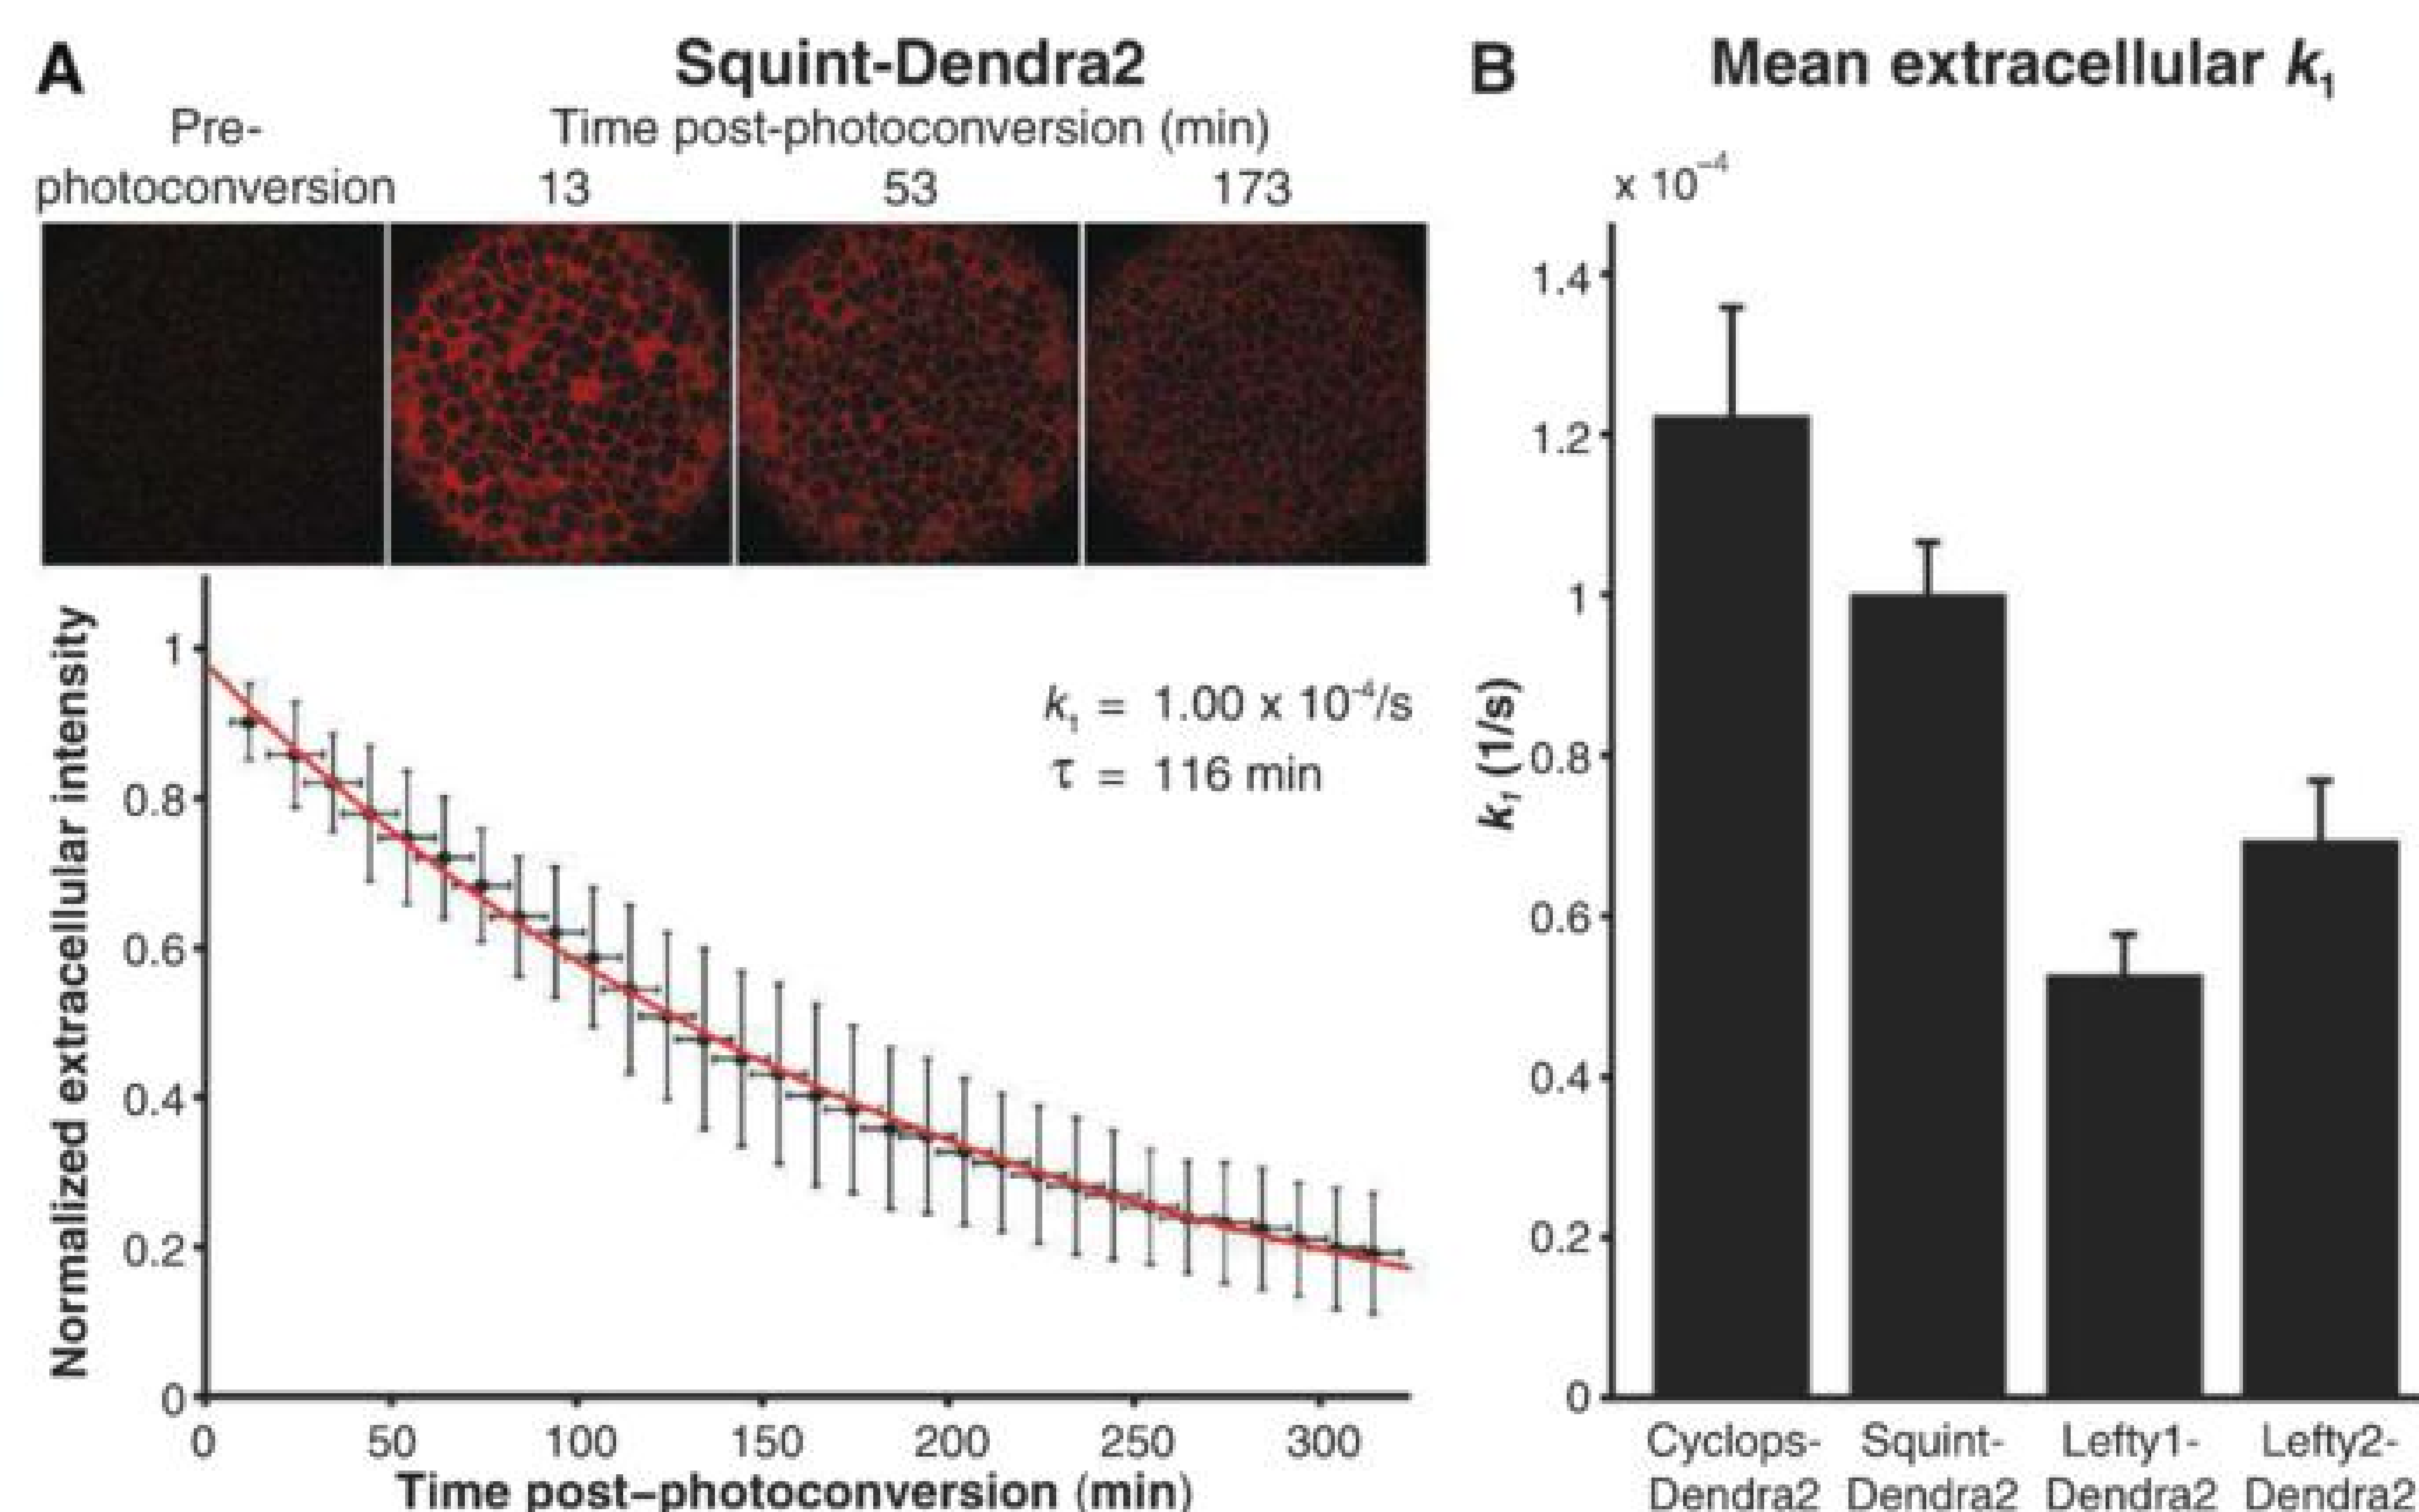 A
Squint-Dendra2
Pre-
photoconversion
Time post-photoconversion (min)
13 53 173
Normalized extracellular intensity
1
0.8
0.6
0.4
0.2
0
k₁ = 1.00 x 10⁻⁴/s
τ = 116 min
0 50 100 150 200 250 300
Time post–photoconversion (min)
B
Mean extracellular k₁
x 10⁻⁴
k₁ (1/s)
1.4
1.2
1
0.8
0.6
0.4
0.2
0
Cyclops-
Dendra2
Squint-
Dendra2
Lefty1-
Dendra2
Lefty2-
Dendra2